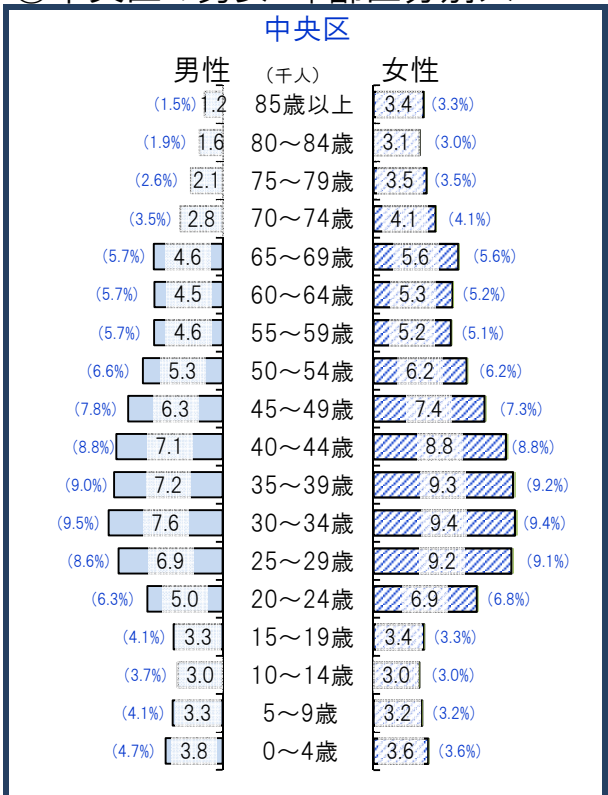 中央区
男性 (千人) 女性
(1.5%) 1.2 85歳以上 3.4 (3.3%)
(1.9%) 1.6 80～84歳 3.1 (3.0%)
(2.6%) 2.1 75～79歳 3.5 (3.5%)
(3.5%) 2.8 70～74歳 4.1 (4.1%)
(5.7%) 4.6 65～69歳 5.6 (5.6%)
(5.7%) 4.5 60～64歳 5.3 (5.2%)
(5.7%) 4.6 55～59歳 5.2 (5.1%)
(6.6%) 5.3 50～54歳 6.2 (6.2%)
(7.8%) 6.3 45～49歳 7.4 (7.3%)
(8.8%) 7.1 40～44歳 8.8 (8.8%)
(9.0%) 7.2 35～39歳 9.3 (9.2%)
(9.5%) 7.6 30～34歳 9.4 (9.4%)
(8.6%) 6.9 25～29歳 9.2 (9.1%)
(6.3%) 5.0 20～24歳 6.9 (6.8%)
(4.1%) 3.3 15～19歳 3.4 (3.3%)
(3.7%) 3.0 10～14歳 3.0 (3.0%)
(4.1%) 3.3 5～9歳 3.2 (3.2%)
(4.7%) 3.8 0～4歳 3.6 (3.6%)